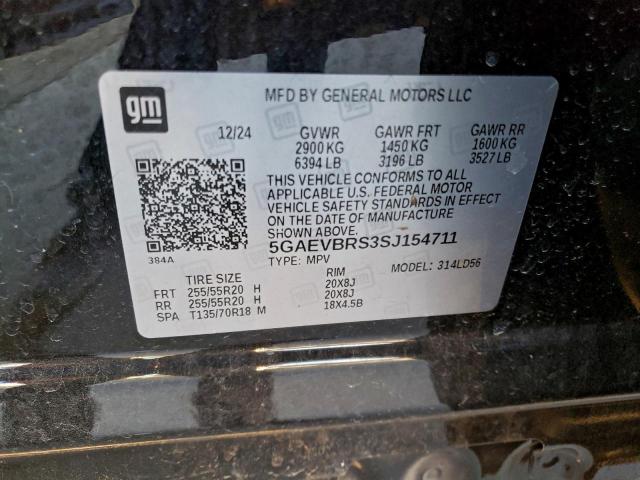 gm
MFD BY GENERAL MOTORS LLC
12/24 GVWR GAWR FRT GAWR RR
2900 KG 1450 KG 1600 KG
6394 LB 3196 LB 3527 LB
THIS VEHICLE CONFORMS TO ALL
APPLICABLE U.S. FEDERAL MOTOR
VEHICLE SAFETY STANDARDS IN EFFECT
ON THE DATE OF MANUFACTURE
SHOWN ABOVE.
5GAEVBRS3SJ154711
384A
TYPE: MPV MODEL: 314LD56
TIRE SIZE RIM
FRT 255/55R20 H 20X8J
RR 255/55R20 H 20X8J
SPA T135/70R18 M 18X4.5B